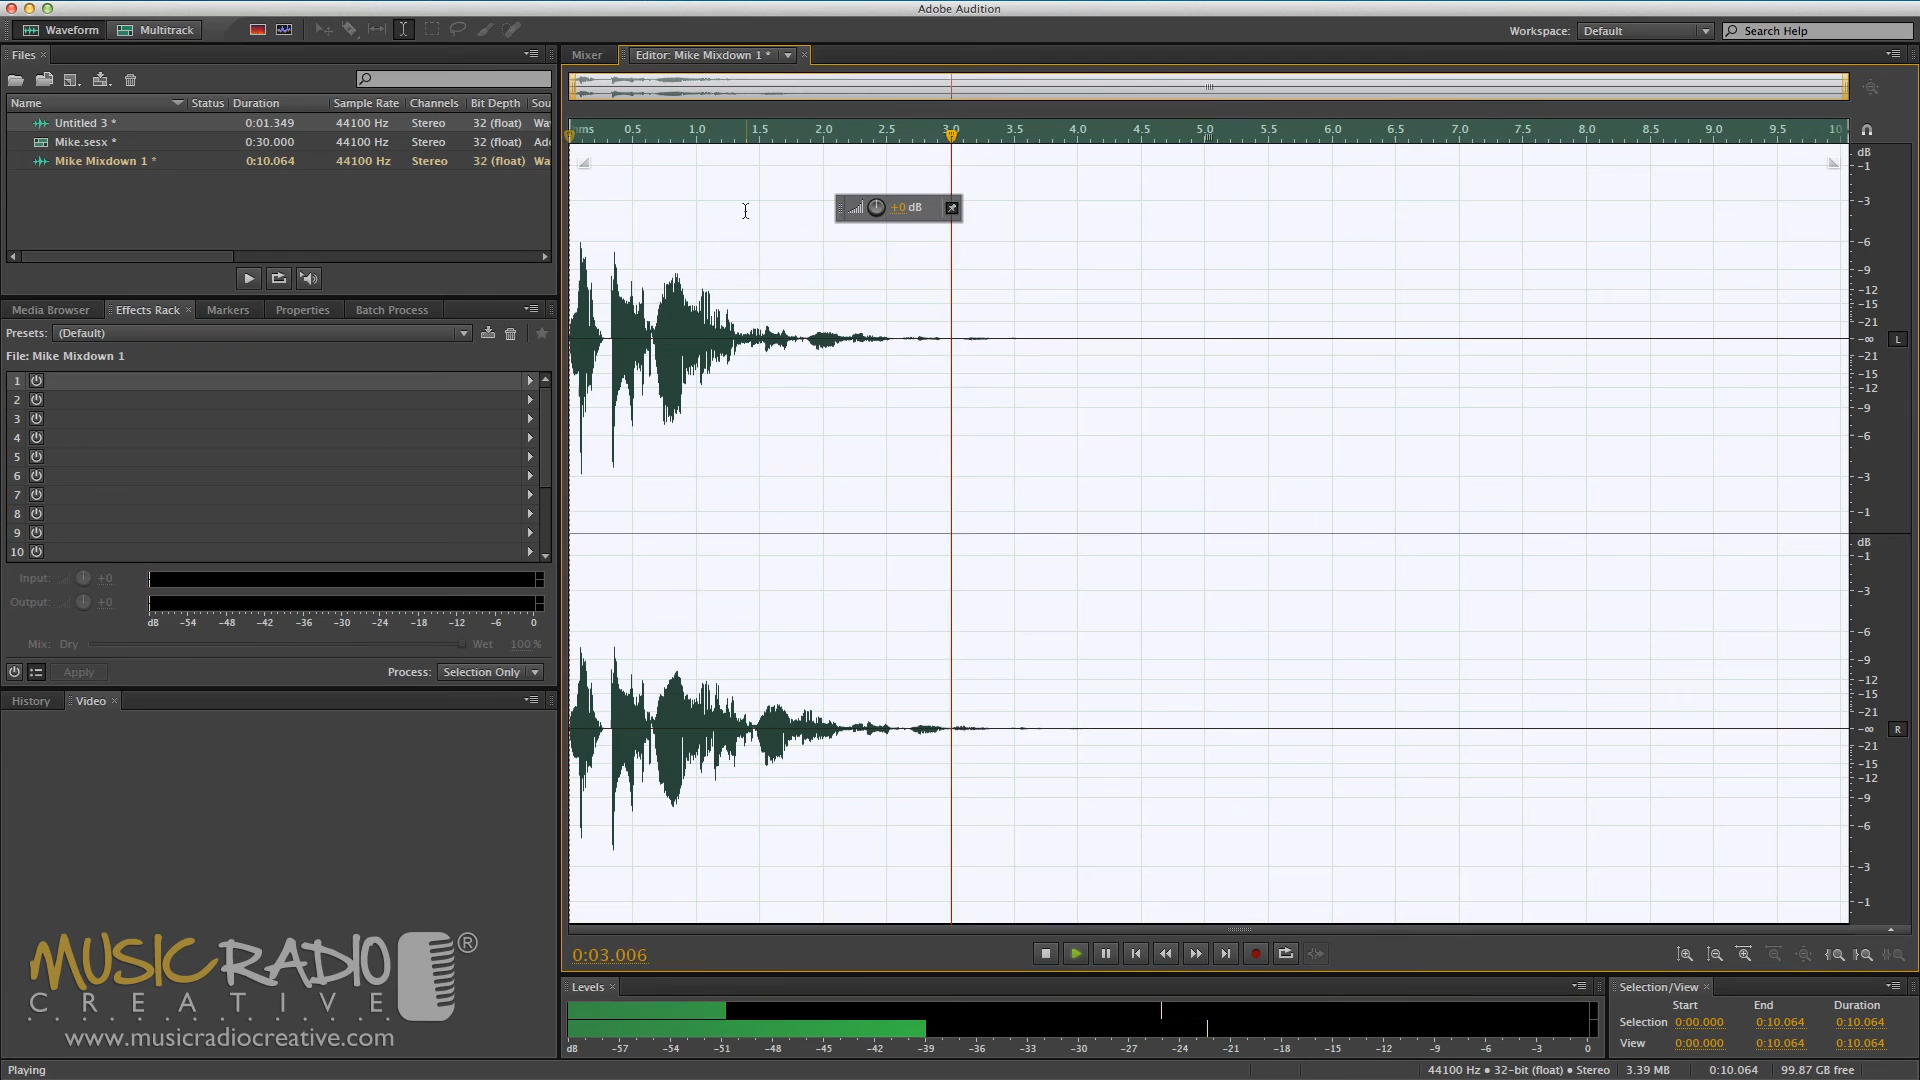 Adobe Audition
Waveform
Multitrack
Workspace:
Default
Search Help
Files
Mixer
Editor: Mike Mixdown 1 *
Name
Status
Duration
Sample Rate
Channels
Bit Depth
Sou
Untitled 3 *
0:01.349
44100 Hz
Stereo
32 (float)
Wa
Mike.sesx *
0:30.000
44100 Hz
Stereo
32 (float)
Ad
Mike Mixdown 1 *
0:10.064
44100 Hz
Stereo
32 (float)
Wa
hms 0.5 1.0 1.5 2.0 2.5 3.0 3.5 4.0 4.5 5.0 5.5 6.0 6.5 7.0 7.5 8.0 8.5 9.0 9.5 10
+0 dB
dB
-1
-3
-6
-9
-12
-15
-21
-∞
L
-21
-15
-12
-9
-6
-3
-1
dB
-1
-3
-6
-9
-12
-15
-21
-∞
R
-21
-15
-12
-9
-6
-3
-1
Media Browser
Effects Rack
Markers
Properties
Batch Process
Presets:
(Default)
File: Mike Mixdown 1
1
2
3
4
5
6
7
8
9
10
Input:
+0
Output:
+0
dB -54 -48 -42 -36 -30 -24 -18 -12 -6 0
Mix: Dry
Wet 100 %
Apply
Process:
Selection Only
History
Video
MUSIC RADIO ®
CREATIVE
www.musicradiocreative.com
0:03.006
Levels
dB -57 -54 -51 -48 -45 -42 -39 -36 -33 -30 -27 -24 -21 -18 -15 -12 -9 -6 -3 0
Selection/View
Start
End
Duration
Selection
0:00.000
0:10.064
0:10.064
View
0:00.000
0:10.064
0:10.064
Playing
44100 Hz • 32-bit (float) • Stereo
3.39 MB
0:10.064
99.87 GB free